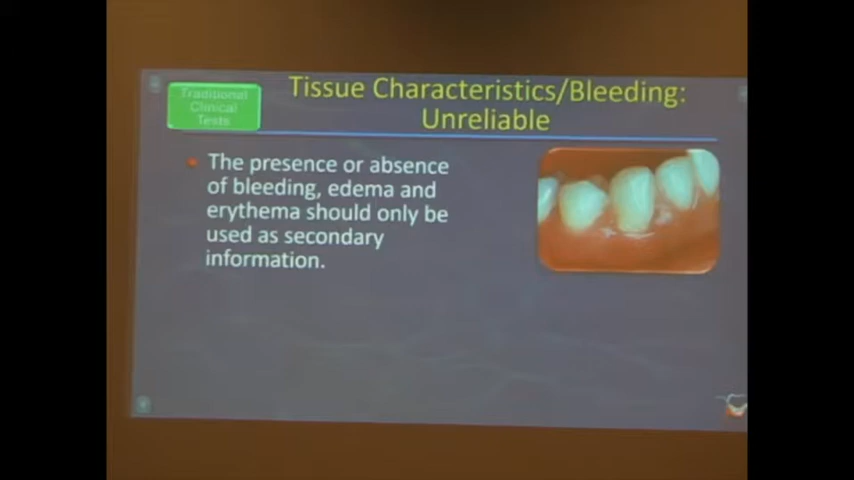 Traditional
Clinical
Tests
Tissue Characteristics/Bleeding:
Unreliable
The presence or absence
of bleeding, edema and
erythema should only be
used as secondary
information.